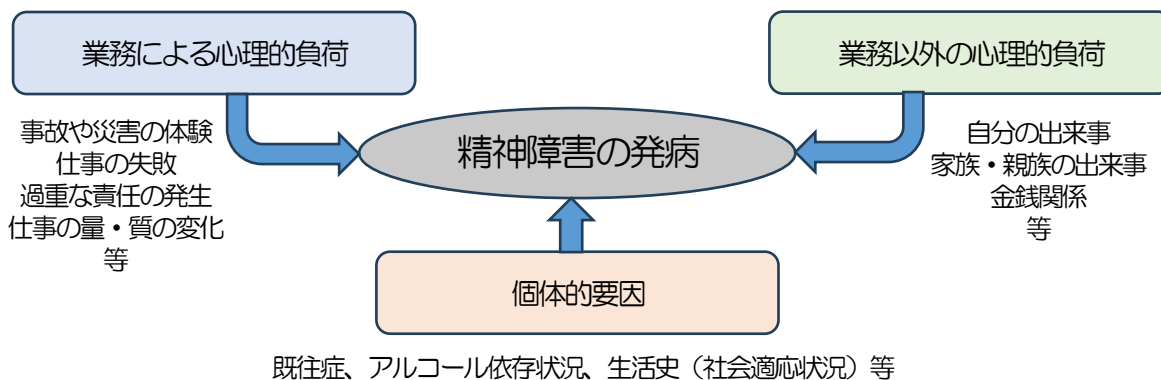 業務による心理的負荷
業務以外の心理的負荷
事故や災害の体験
仕事の失敗
過重な責任の発生
仕事の量・質の変化
等
精神障害の発病
自分の出来事
家族・親族の出来事
金銭関係
等
個体的要因
既往症、アルコール依存状況、生活史（社会適応状況）等